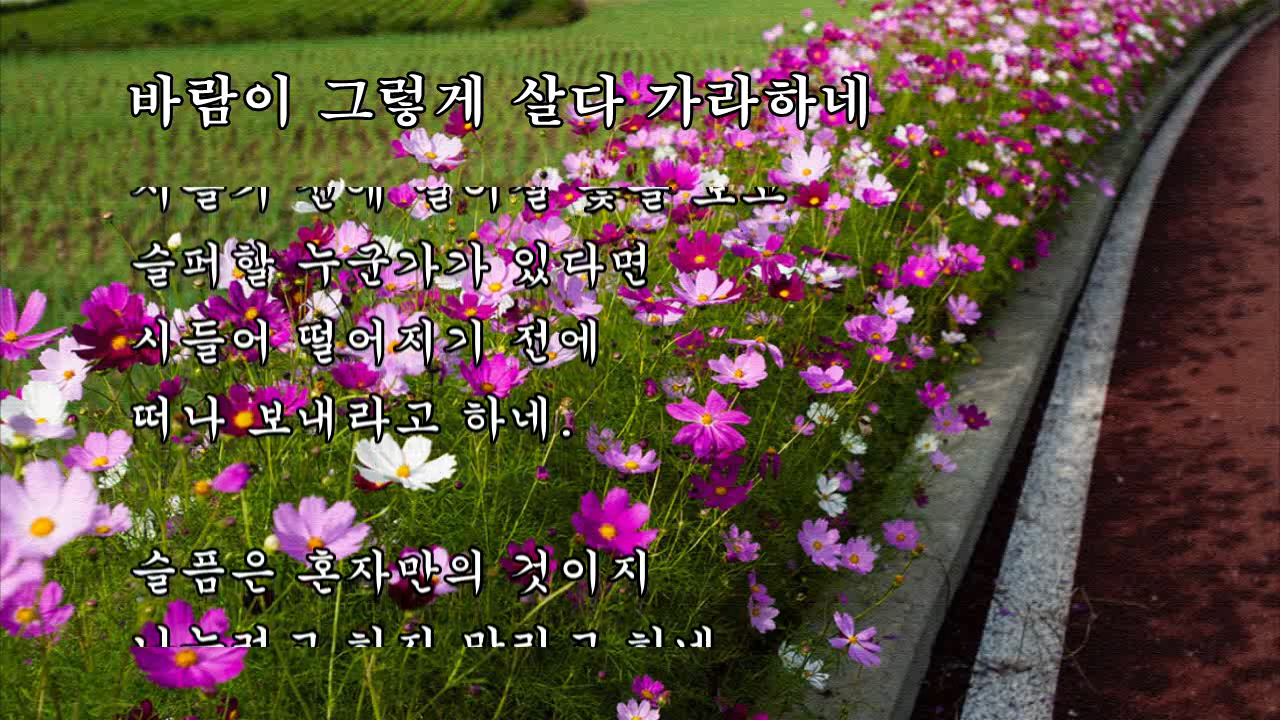 바람이 그렇게 살다 가라하네
슬퍼할 누군가가 있다면
시들어 떨어지기 전에
떠나 보내라고 하네.
슬픔은 혼자만의 것이지